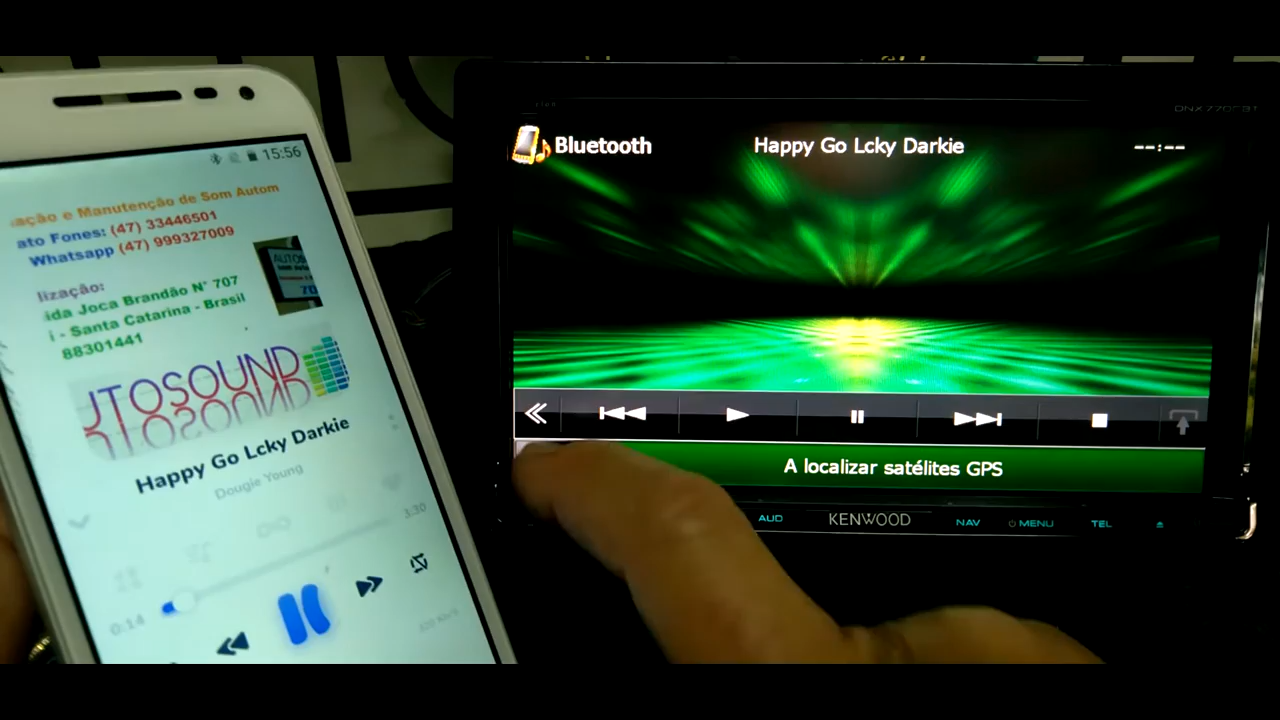 15:56
ação e Manutenção de Som Autom
ato Fones: (47) 33446501
Whatsapp (47) 999327009
lização:
ida Joca Brandão N° 707
i - Santa Catarina - Brasil
88301441
UTOSOUND
Happy Go Lcky Darkie
Dougie Young
3:30
0:14
Bluetooth
Happy Go Lcky Darkie
--:--
A localizar satélites GPS
AUD
KENWOOD
NAV
MENU
TEL